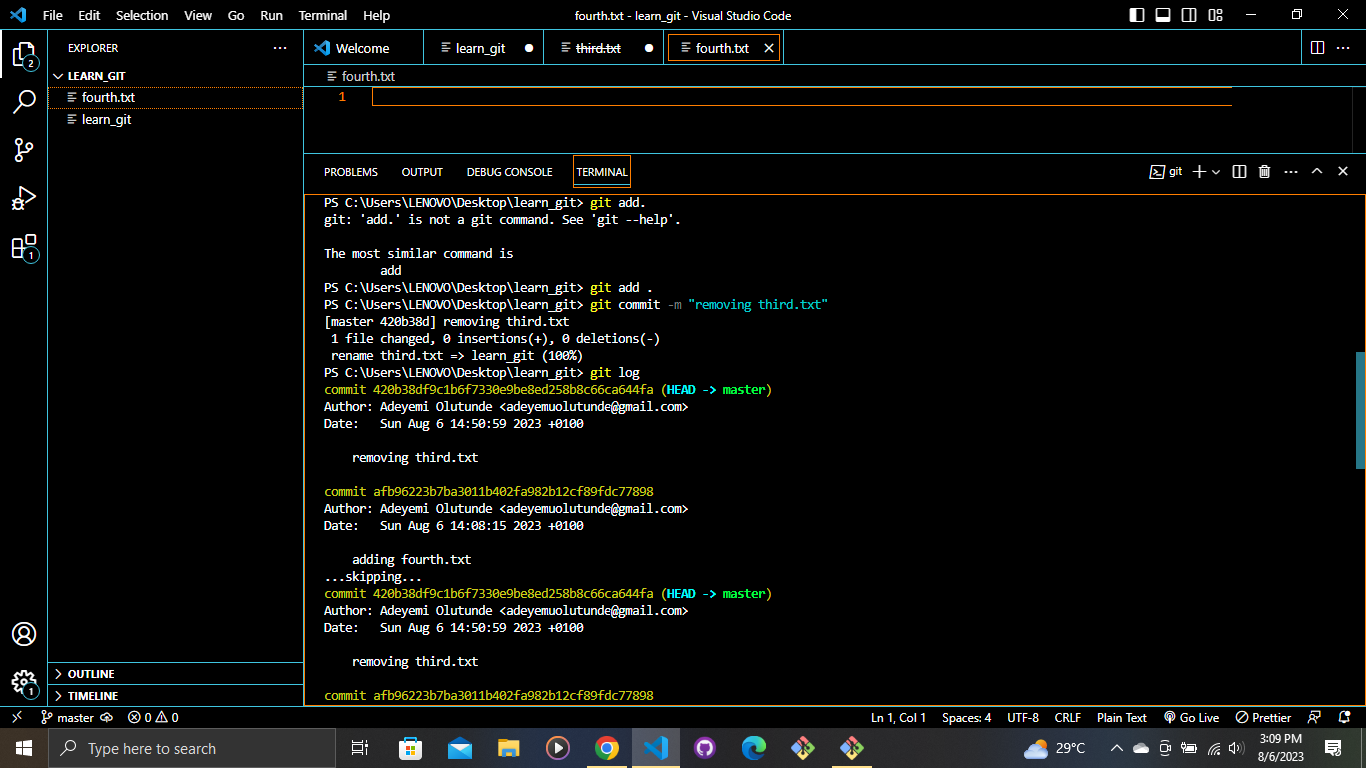 File Edit Selection View Go Run Terminal Help fourth.txt - learn_git - Visual Studio Code
EXPLORER
Welcome learn_git third.txt fourth.txt
LEARN_GIT
fourth.txt
learn_git
fourth.txt
1
2
1
1
PROBLEMS OUTPUT DEBUG CONSOLE TERMINAL git
PS C:\Users\LENOVO\Desktop\learn_git> git add.
git: 'add.' is not a git command. See 'git --help'.
The most similar command is
add
PS C:\Users\LENOVO\Desktop\learn_git> git add .
PS C:\Users\LENOVO\Desktop\learn_git> git commit -m "removing third.txt"
[master 420b38d] removing third.txt
1 file changed, 0 insertions(+), 0 deletions(-)
rename third.txt => learn_git (100%)
PS C:\Users\LENOVO\Desktop\learn_git> git log
commit 420b38df9c1b6f7330e9be8ed258b8c66ca644fa (HEAD -> master)
Author: Adeyemi Olutunde <adeyemuolutunde@gmail.com>
Date: Sun Aug 6 14:50:59 2023 +0100
removing third.txt
commit afb96223b7ba3011b402fa982b12cf89fdc77898
Author: Adeyemi Olutunde <adeyemuolutunde@gmail.com>
Date: Sun Aug 6 14:08:15 2023 +0100
adding fourth.txt
...skipping...
commit 420b38df9c1b6f7330e9be8ed258b8c66ca644fa (HEAD -> master)
Author: Adeyemi Olutunde <adeyemuolutunde@gmail.com>
Date: Sun Aug 6 14:50:59 2023 +0100
removing third.txt
commit afb96223b7ba3011b402fa982b12cf89fdc77898
OUTLINE
TIMELINE
master 0 0 Ln 1, Col 1 Spaces: 4 UTF-8 CRLF Plain Text Go Live Prettier
Type here to search 29°C 3:09 PM
8/6/2023